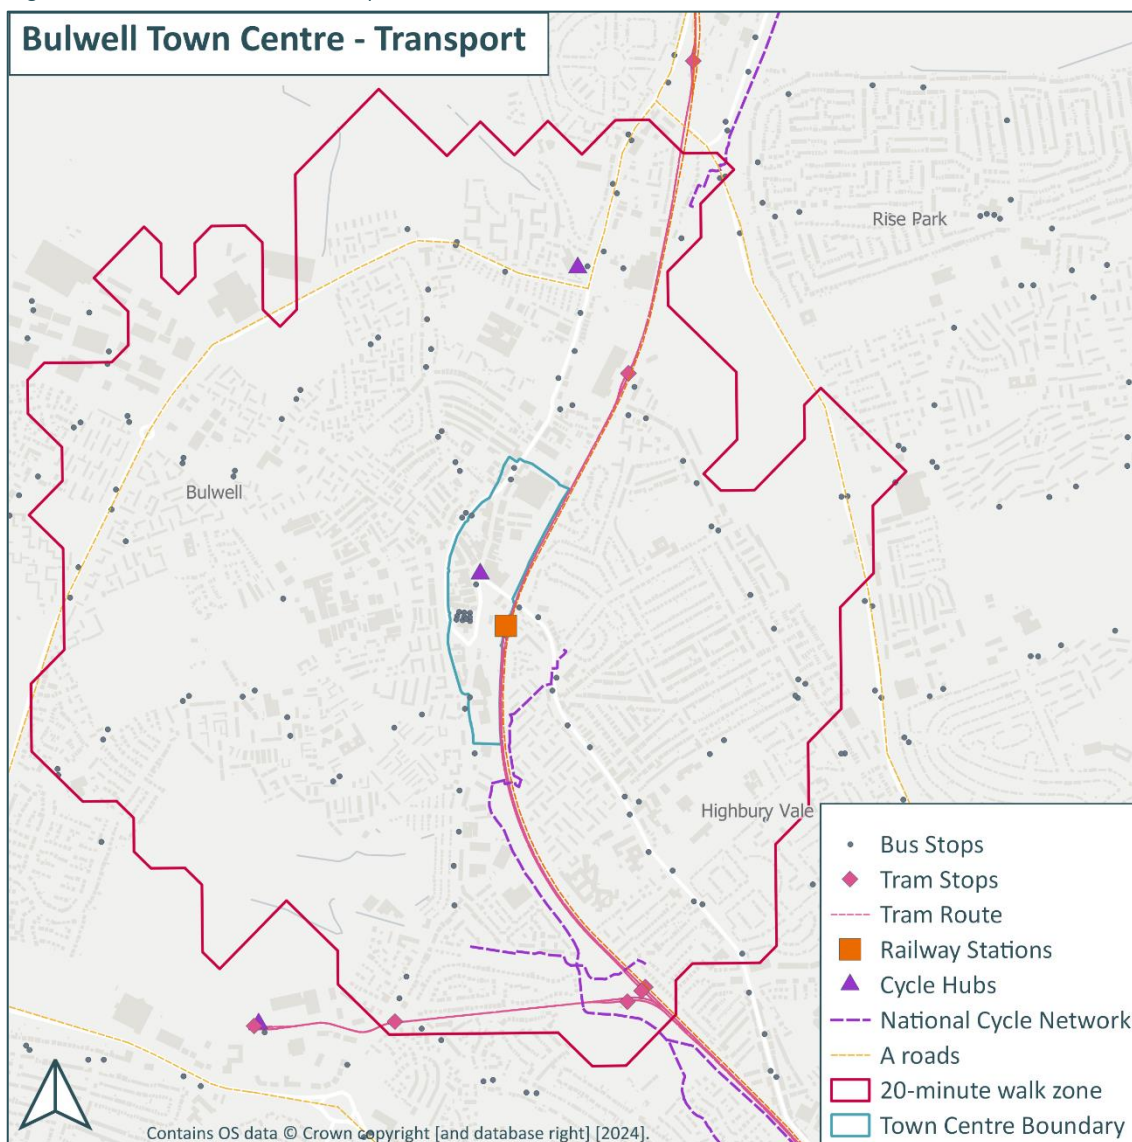 Bulwell Town Centre - Transport
Rise Park
Bulwell
Highbury Vale
Bus Stops
Tram Stops
Tram Route
Railway Stations
Cycle Hubs
National Cycle Network
A roads
20-minute walk zone
Town Centre Boundary
Contains OS data © Crown copyright [and database right] [2024].